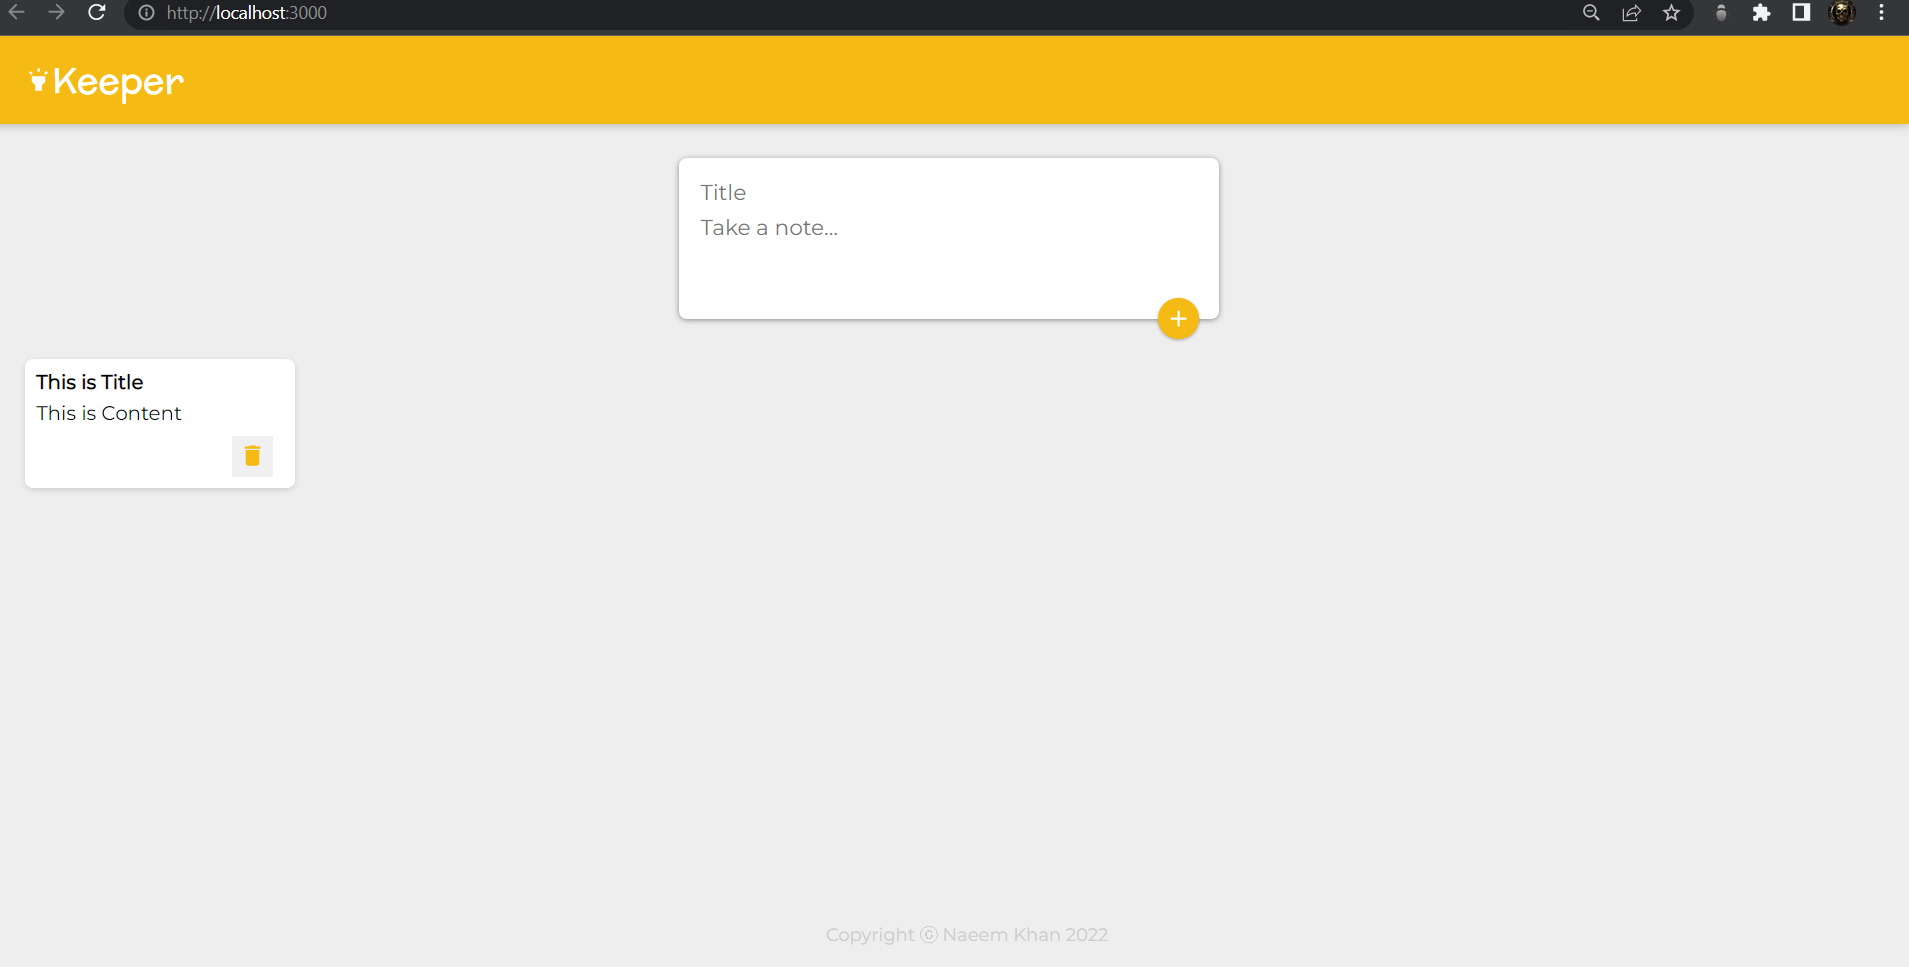 http://localhost:3000
Keeper
Title
Take a note...
This is Title
This is Content
Copyright ⓒ Naeem Khan 2022